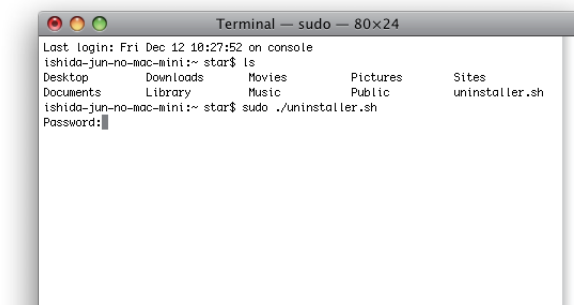 Terminal — sudo — 80×24
Last login: Fri Dec 12 10:27:52 on console
ishida-jun-no-mac-mini:~ star$ ls
Desktop Downloads Movies Pictures Sites
Documents Library Music Public uninstaller.sh
ishida-jun-no-mac-mini:~ star$ sudo ./uninstaller.sh
Password: